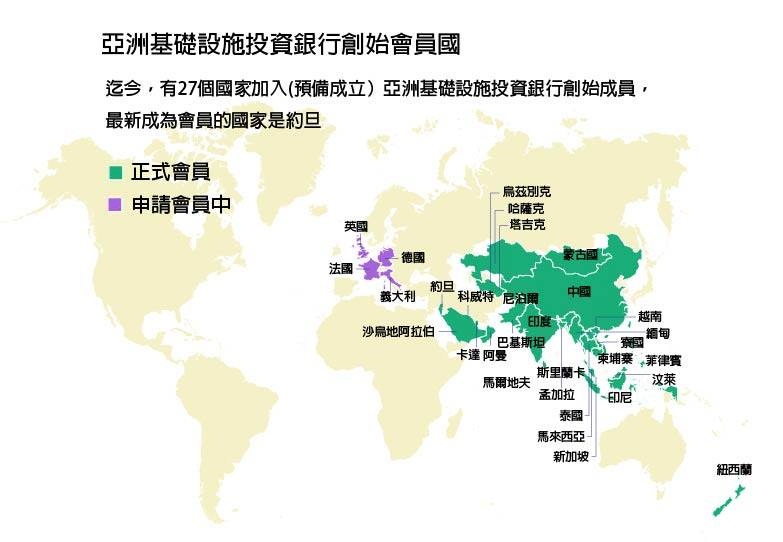 亞洲基礎設施投資銀行創始會員國
迄今，有27個國家加入(預備成立）亞洲基礎設施投資銀行創始成員，
最新成為會員的國家是約旦
正式會員
申請會員中
烏茲別克
哈薩克
塔吉克
英國
德國
法國
義大利
蒙古國
中國
約旦
科威特
尼泊爾
印度
沙烏地阿拉伯
卡達
阿曼
巴基斯坦
越南
緬甸
寮國
柬埔寨
菲律賓
汶萊
馬爾地夫
斯里蘭卡
孟加拉
印尼
泰國
馬來西亞
新加坡
紐西蘭